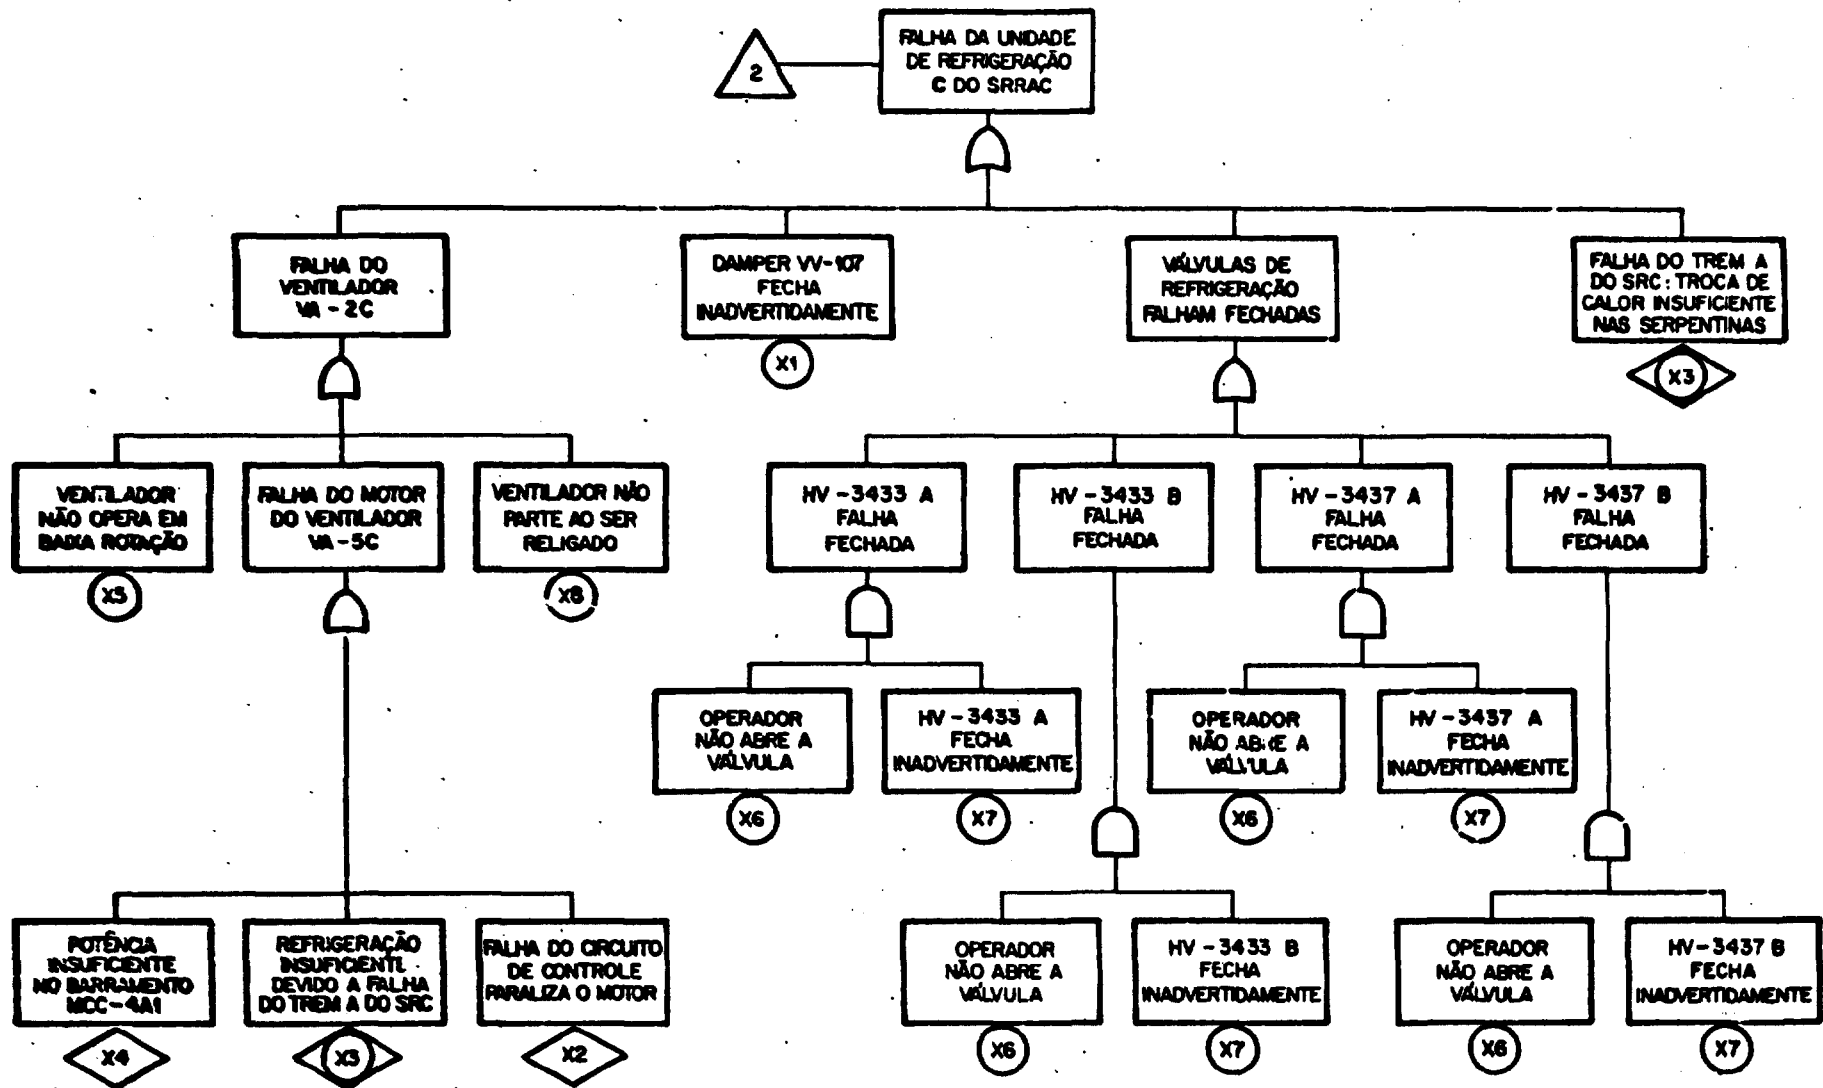 2
FALHA DA UNIDADE
DE REFRIGERAÇÃO
C DO SRRAC
FALHA DO
VENTILADOR
VA - 2C
DAMPER VV-107
FECHA
INADVERTIDAMENTE
X1
VÁLVULAS DE
REFRIGERAÇÃO
FALHAM FECHADAS
FALHA DO TREM A
DO SRC: TROCA DE
CALOR INSUFICIENTE
NAS SERPENTINAS
X3
VENTILADOR
NÃO OPERA EM
BAIXA ROTAÇÃO
X5
FALHA DO MOTOR
DO VENTILADOR
VA - 5C
VENTILADOR NÃO
PARTE AO SER
RELIGADO
X8
HV - 3433 A
FALHA
FECHADA
HV - 3433 B
FALHA
FECHADA
HV - 3437 A
FALHA
FECHADA
HV - 3437 B
FALHA
FECHADA
OPERADOR
NÃO ABRE A
VÁLVULA
X6
HV - 3433 A
FECHA
INADVERTIDAMENTE
X7
OPERADOR
NÃO ABRE A
VÁLVULA
X6
HV - 3437 A
FECHA
INADVERTIDAMENTE
X7
POTÊNCIA
INSUFICIENTE
NO BARRAMENTO
MCC-4A1
X4
REFRIGERAÇÃO
INSUFICIENTE
DEVIDO A FALHA
DO TREM A DO SRC
X3
FALHA DO CIRCUITO
DE CONTROLE
PARALIZA O MOTOR
X2
OPERADOR
NÃO ABRE A
VÁLVULA
X6
HV - 3433 B
FECHA
INADVERTIDAMENTE
X7
OPERADOR
NÃO ABRE A
VÁLVULA
X6
HV - 3437 B
FECHA
INADVERTIDAMENTE
X7